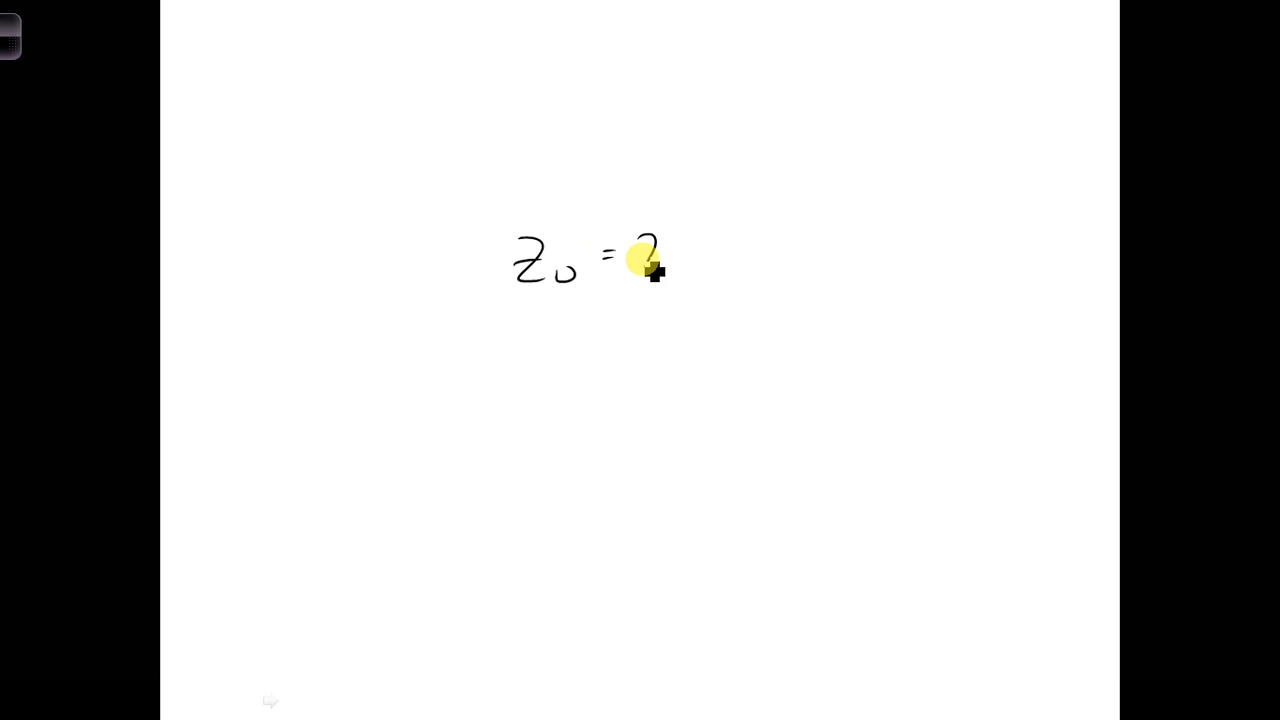 Z₀ = ?